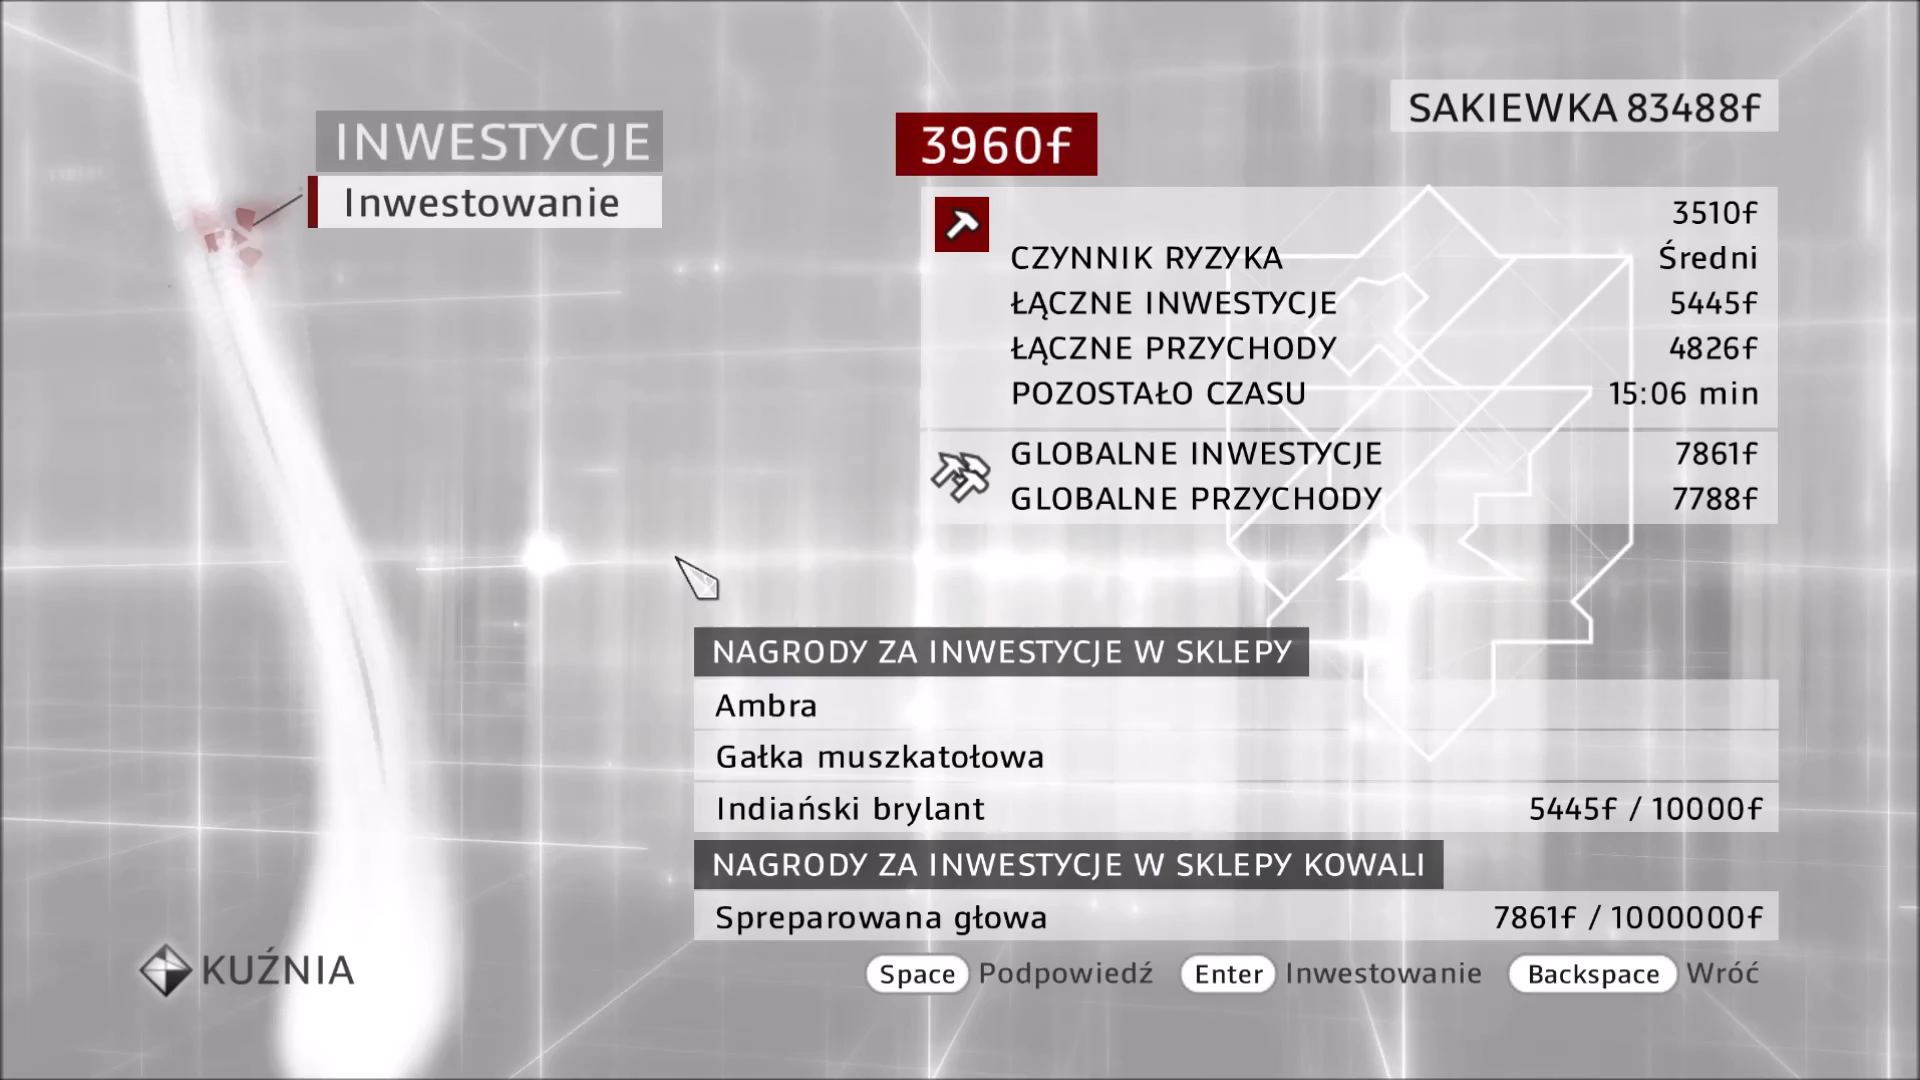 SAKIEWKA 83488f
INWESTYCJE
Inwestowanie
3960f
3510f
CZYNNIK RYZYKA Średni
ŁĄCZNE INWESTYCJE 5445f
ŁĄCZNE PRZYCHODY 4826f
POZOSTAŁO CZASU 15:06 min
GLOBALNE INWESTYCJE 7861f
GLOBALNE PRZYCHODY 7788f
NAGRODY ZA INWESTYCJE W SKLEPY
Ambra
Gałka muszkatołowa
Indiański brylant 5445f / 10000f
NAGRODY ZA INWESTYCJE W SKLEPY KOWALI
Spreparowana głowa 7861f / 1000000f
KUŹNIA
Space Podpowiedź Enter Inwestowanie Backspace Wróć